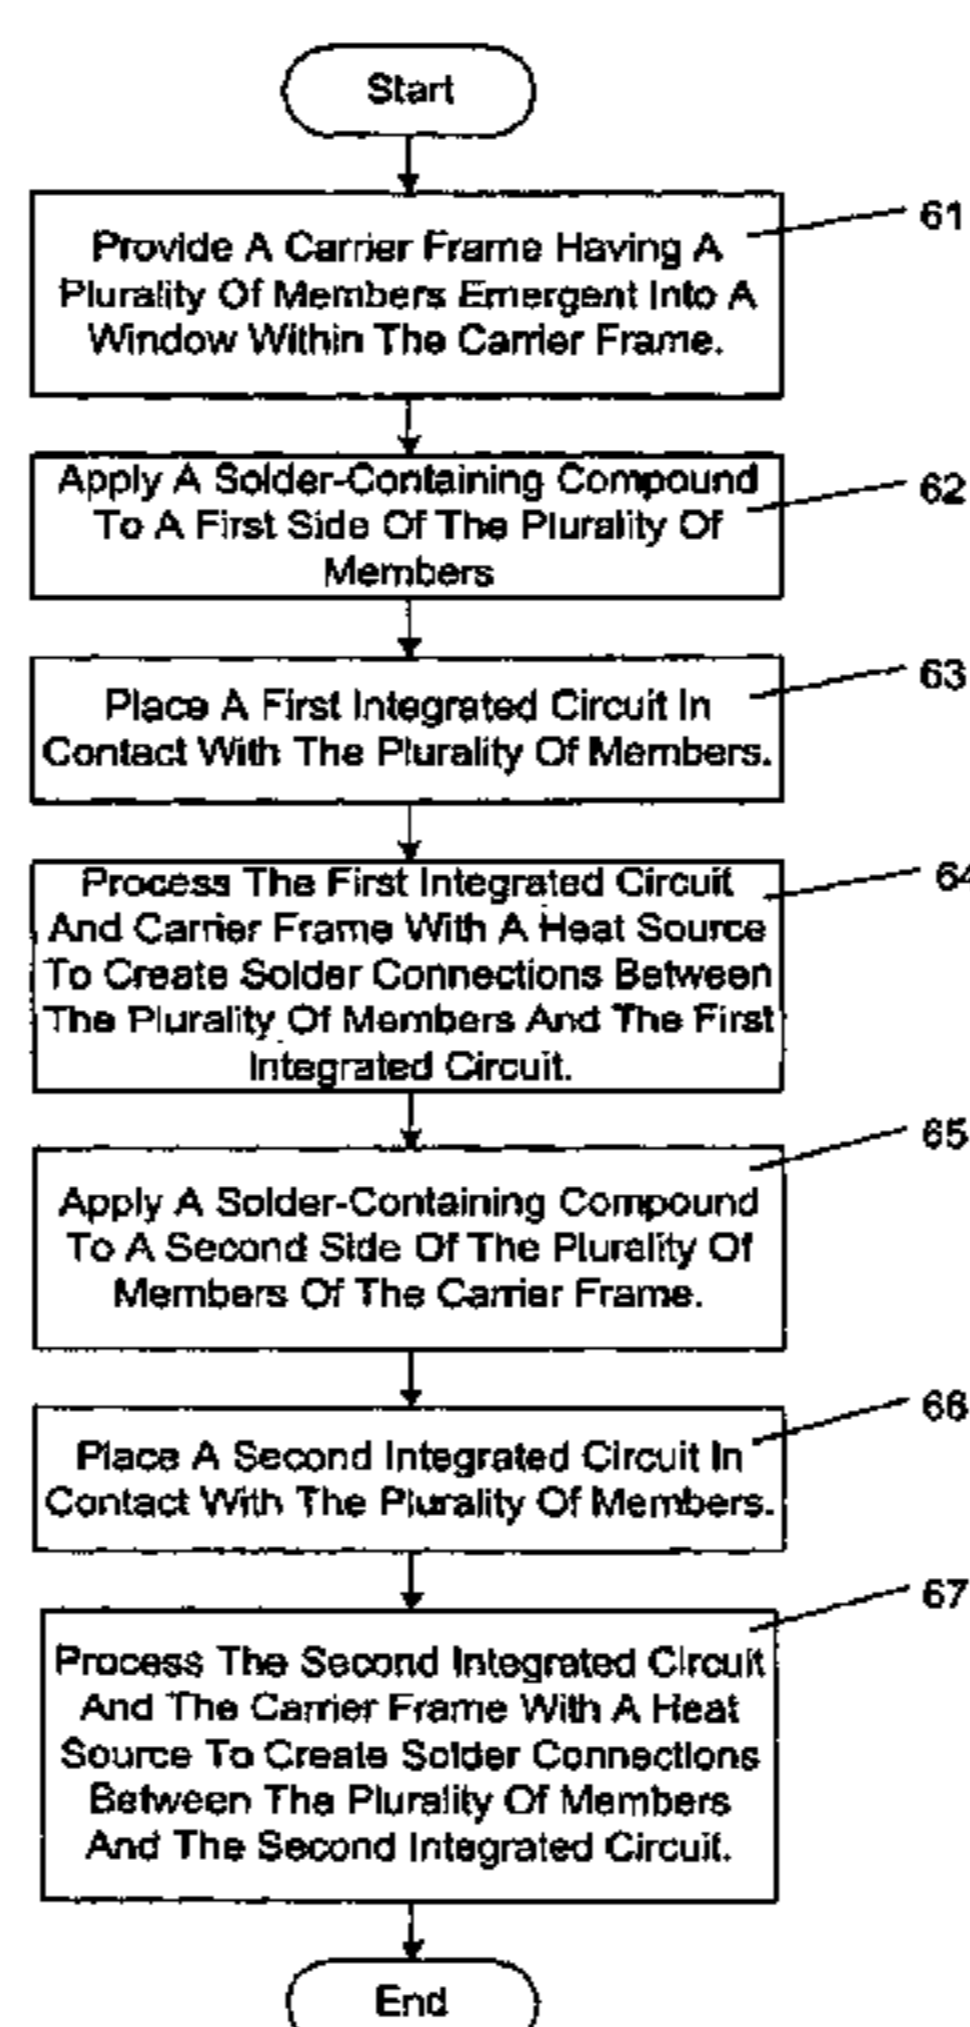 Start
Provide A Carrier Frame Having A
Plurality Of Members Emergent Into A
Window Within The Carrier Frame.
61
Apply A Solder-Containing Compound
To A First Side Of The Plurality Of
Members
62
Place A First Integrated Circuit In
Contact With The Plurality Of Members.
63
Process The First Integrated Circuit
And Carrier Frame With A Heat Source
To Create Solder Connections Between
The Plurality Of Members And The First
Integrated Circuit.
64
Apply A Solder-Containing Compound
To A Second Side Of The Plurality Of
Members Of The Carrier Frame.
65
Place A Second Integrated Circuit In
Contact With The Plurality Of Members.
66
Process The Second Integrated Circuit
And The Carrier Frame With A Heat
Source To Create Solder Connections
Between The Plurality Of Members
And The Second Integrated Circuit.
67
End